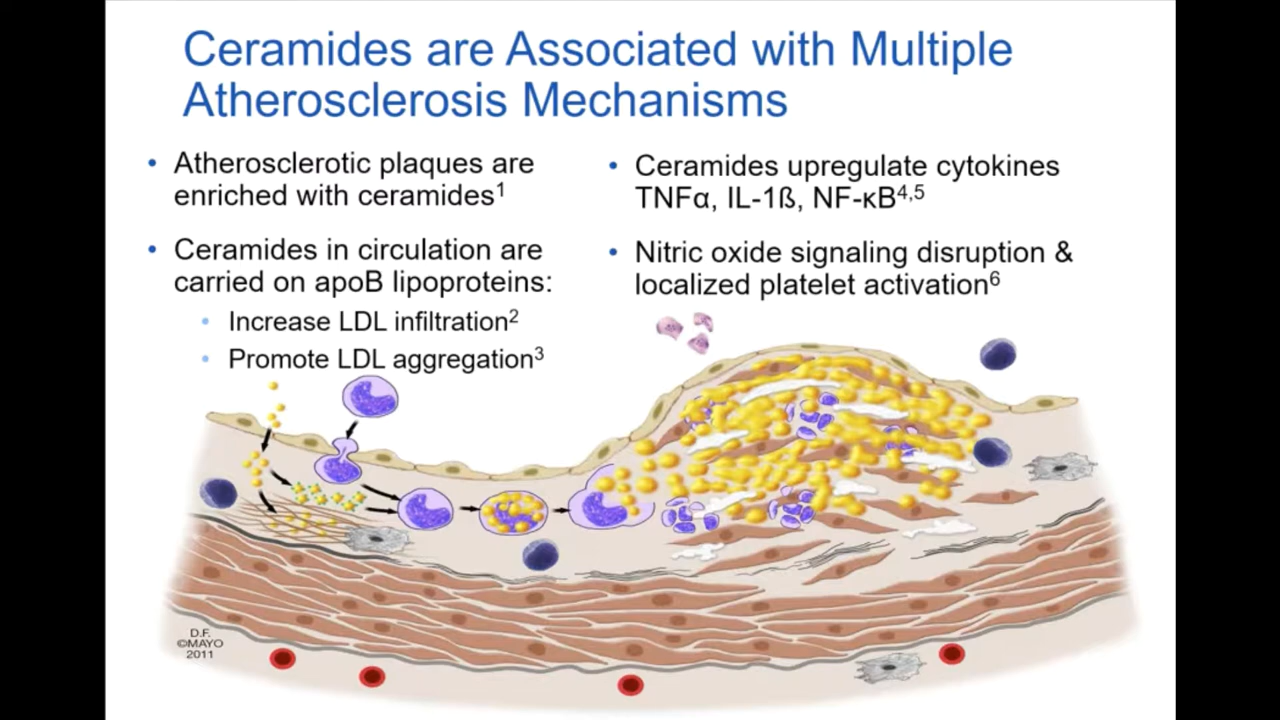 Ceramides are Associated with Multiple
Atherosclerosis Mechanisms
• Atherosclerotic plaques are
enriched with ceramides¹
• Ceramides in circulation are
carried on apoB lipoproteins:
• Increase LDL infiltration²
• Promote LDL aggregation³
• Ceramides upregulate cytokines
TNFα, IL-1ß, NF-κB⁴,⁵
• Nitric oxide signaling disruption &
localized platelet activation⁶
D.F.
©MAYO
2011